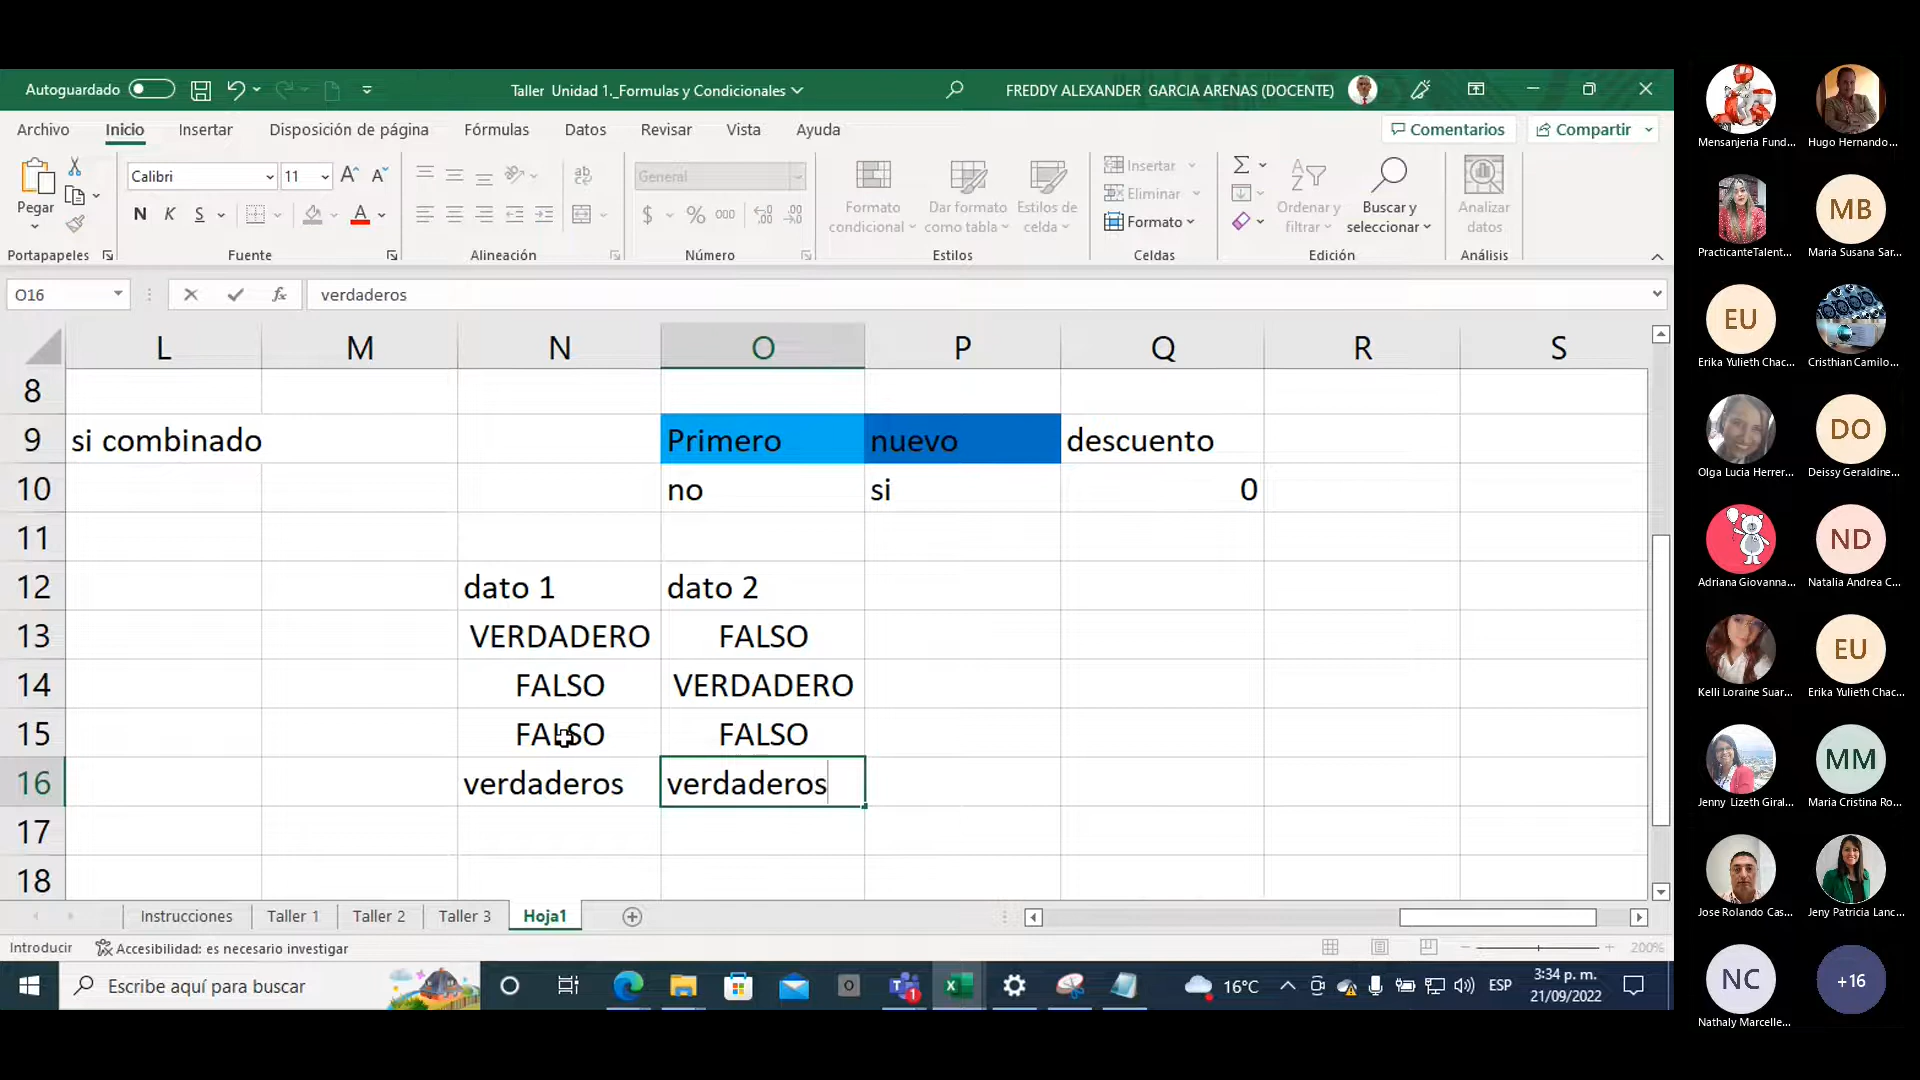 Autoguardado
Taller Unidad 1._Formulas y Condicionales
FREDDY ALEXANDER GARCIA ARENAS (DOCENTE)
Archivo Inicio Insertar Disposición de página Fórmulas Datos Revisar Vista Ayuda
Comentarios Compartir
Pegar
Calibri 11
N K S
General
$ % 000
Formato condicional
Dar formato como tabla
Estilos de celda
Insertar
Eliminar
Formato
Ordenar y filtrar
Buscar y seleccionar
Analizar datos
Portapapeles Fuente Alineación Número Estilos Celdas Edición Análisis
O16 fx verdaderos
L M N O P Q R S
8
9 si combinado Primero nuevo descuento
10 no si 0
11
12 dato 1 dato 2
13 VERDADERO FALSO
14 FALSO VERDADERO
15 FALSO FALSO
16 verdaderos verdaderos
17
18
Instrucciones Taller 1 Taller 2 Taller 3 Hoja1
Introducir Accesibilidad: es necesario investigar 200%
Escribe aquí para buscar
16°C ESP
3:34 p. m.
21/09/2022
Mensanjeria Fund... Hugo Hernando...
MB
PracticanteTalent... Maria Susana Sar...
EU
Erika Yulieth Chac... Cristhian Camilo...
DO
Olga Lucia Herrer... Deissy Geraldine...
ND
Adriana Giovanna... Natalia Andrea C...
EU
Kelli Loraine Suar... Erika Yulieth Chac...
MM
Jenny Lizeth Giral... Maria Cristina Ro...
Jose Rolando Cas... Jeny Patricia Lanc...
NC +16
Nathaly Marcelle...